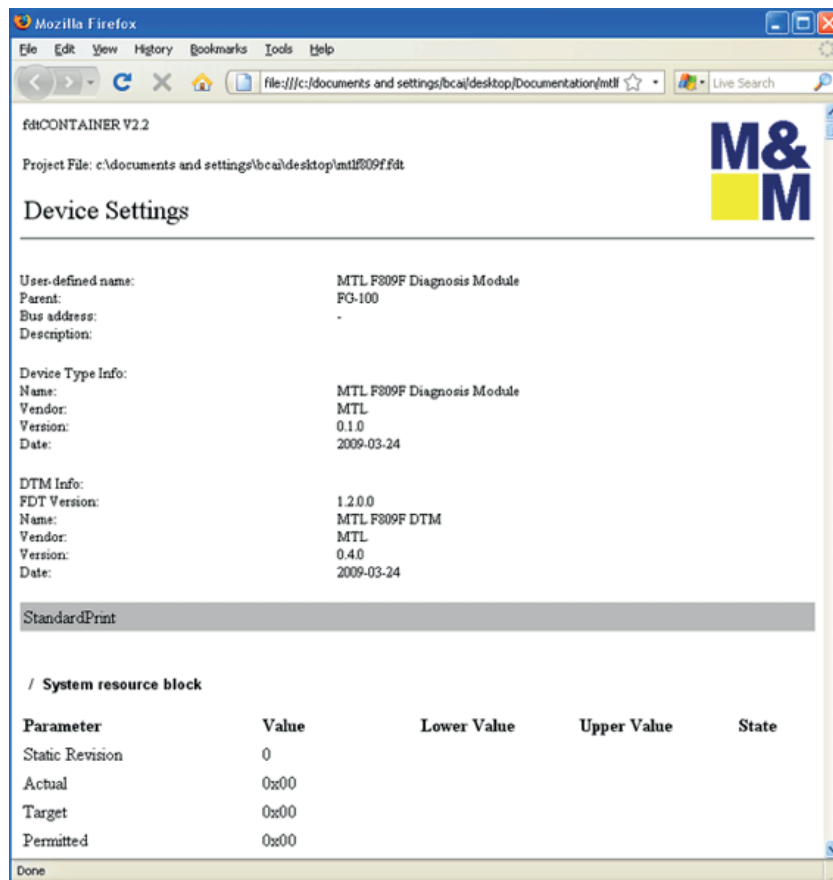 Mozilla Firefox
File Edit View History Bookmarks Tools Help
file:///c:/documents and settings/bcai/desktop/Documentation/mtlf Live Search
fdtCONTAINER V2.2
M&M
Project File: c:\documents and settings\bcai\desktop\mtlf809f.fdt
Device Settings
User-defined name: MTL F809F Diagnosis Module
Parent: FG-100
Bus address: -
Description:
Device Type Info:
Name: MTL F809F Diagnosis Module
Vendor: MTL
Version: 0.1.0
Date: 2009-03-24
DTM Info:
FDT Version: 1.2.0.0
Name: MTL F809F DTM
Vendor: MTL
Version: 0.4.0
Date: 2009-03-24
StandardPrint
/ System resource block
Parameter Value Lower Value Upper Value State
Static Revision 0
Actual 0x00
Target 0x00
Permitted 0x00
Done